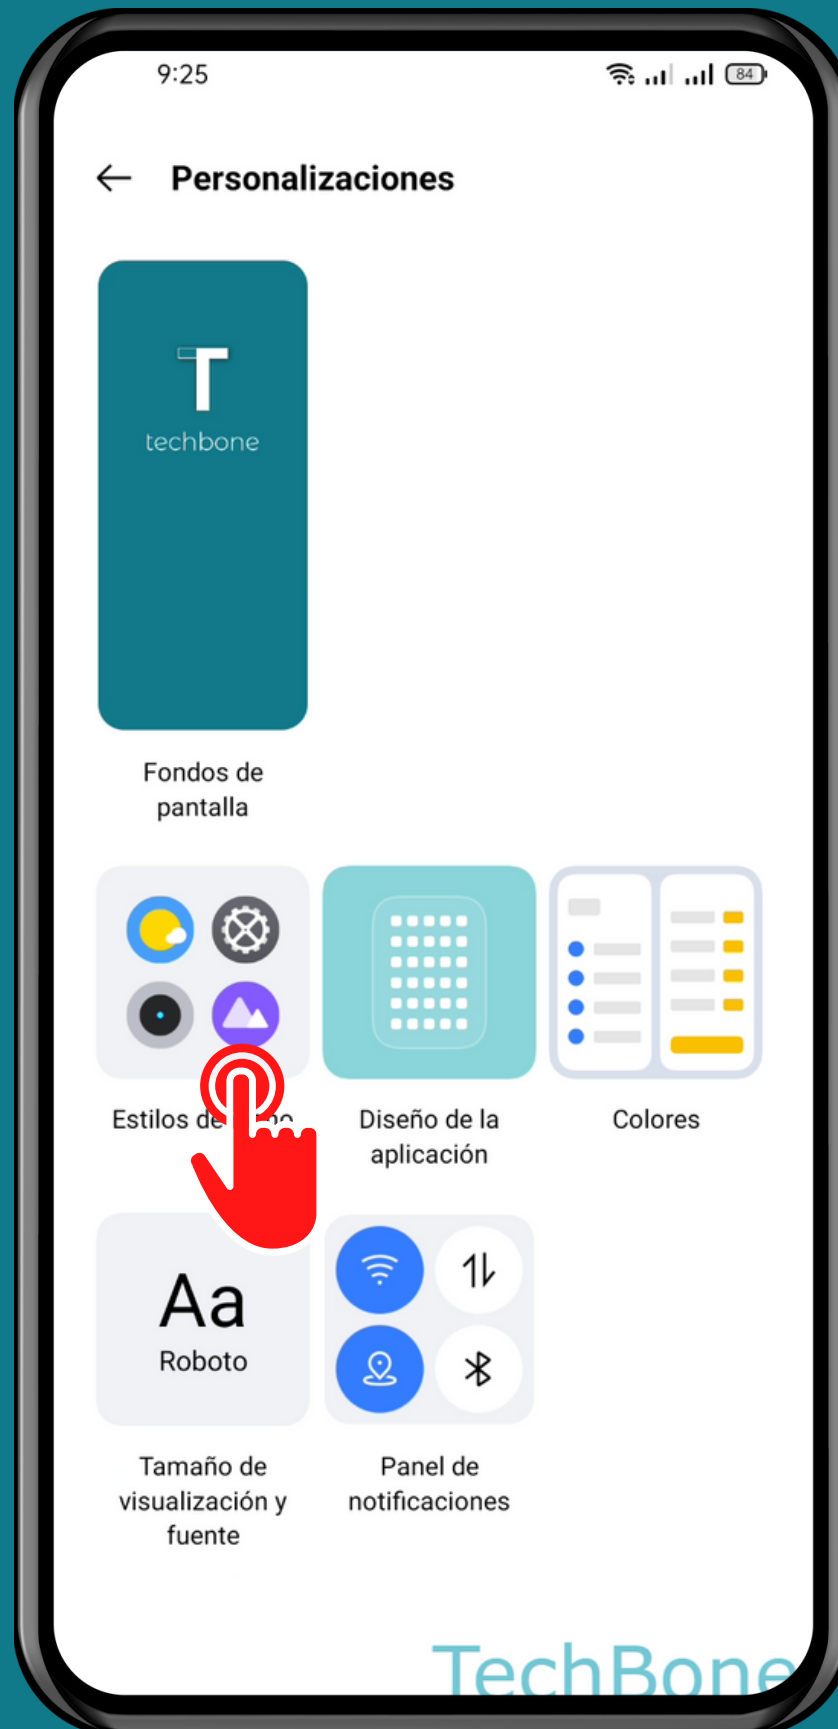 9:25
84
Personalizaciones
T
techbone
Fondos de
pantalla
Estilos de
Diseño de la
aplicación
Colores
Aa
Roboto
Tamaño de
visualización y
fuente
Panel de
notificaciones
TechBone